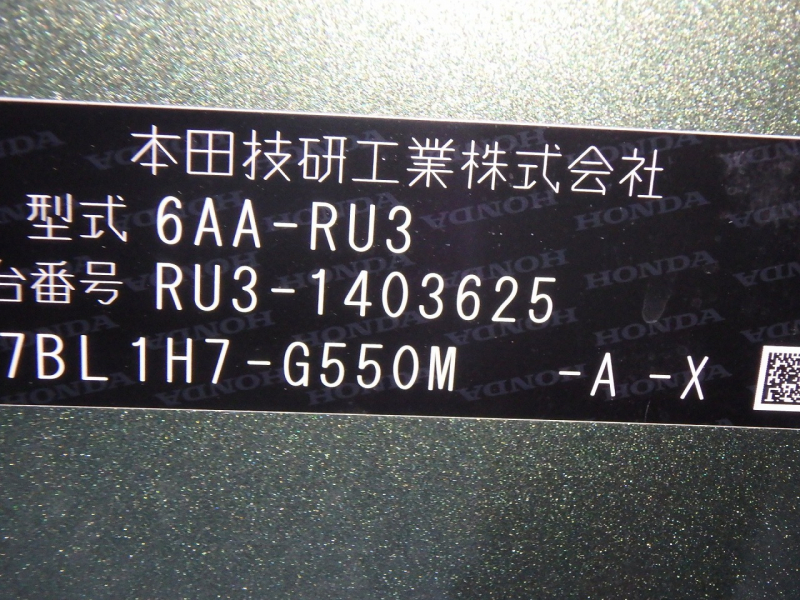 本田技研工業株式会社
型式 6AA-RU3
台番号 RU3-1403625
7BL1H7-G550M -A -X